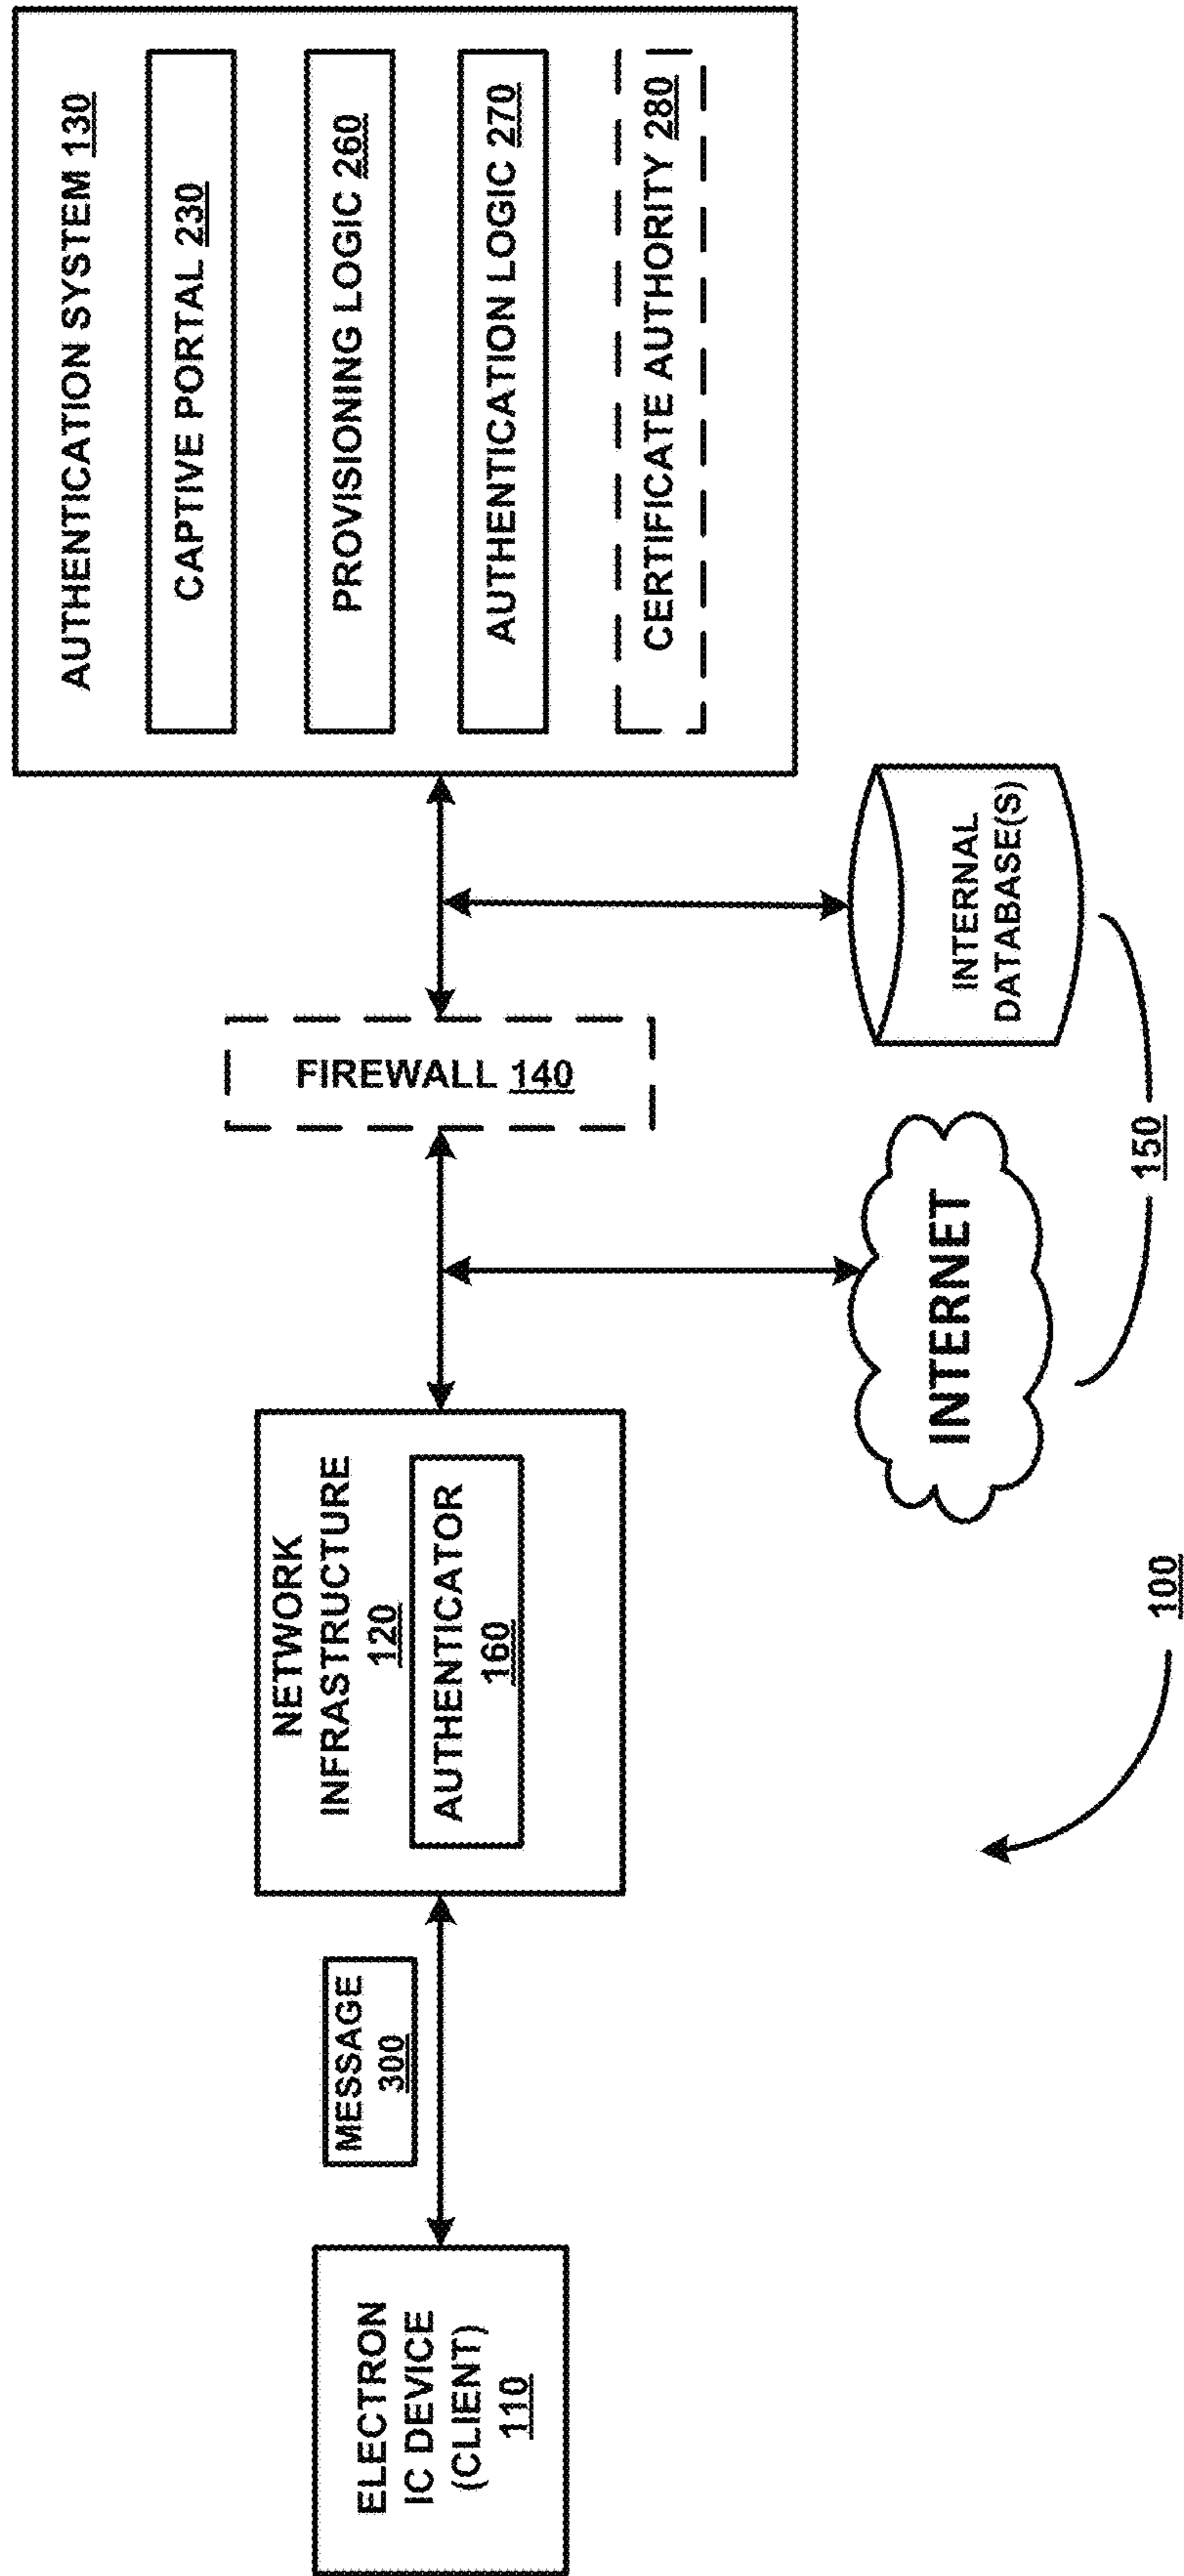 ELECTRON
IC DEVICE
(CLIENT)
110
MESSAGE
300
NETWORK
INFRASTRUCTURE
120
AUTHENTICATOR
160
FIREWALL 140
AUTHENTICATION SYSTEM 130
CAPTIVE PORTAL 230
PROVISIONING LOGIC 260
AUTHENTICATION LOGIC 270
CERTIFICATE AUTHORITY 280
INTERNET
INTERNAL
DATABASE(S)
150
100